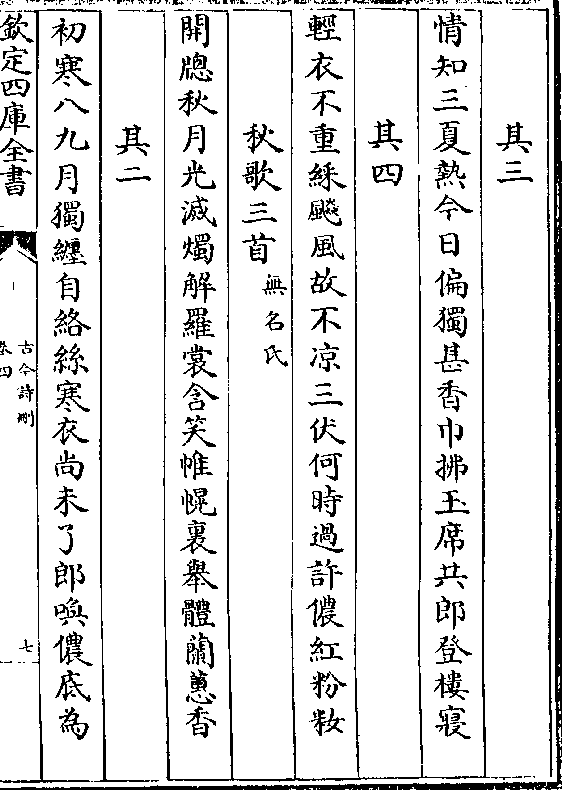 其三
情知三夏熱今日偏獨甚香巾拂玉席共郎登樓寢
其四
輕衣不重綵飈風故不凉三伏何時過許儂紅粉妝
秋歌三首 無名氏
開牕秋月光滅燭解羅裳含笑帷幌裏舉體蘭蕙香
其二
初寒八九月獨纏自絡絲寒衣尚未了郎喚儂底為
欽定四庫全書
古今詩刪
卷四
七